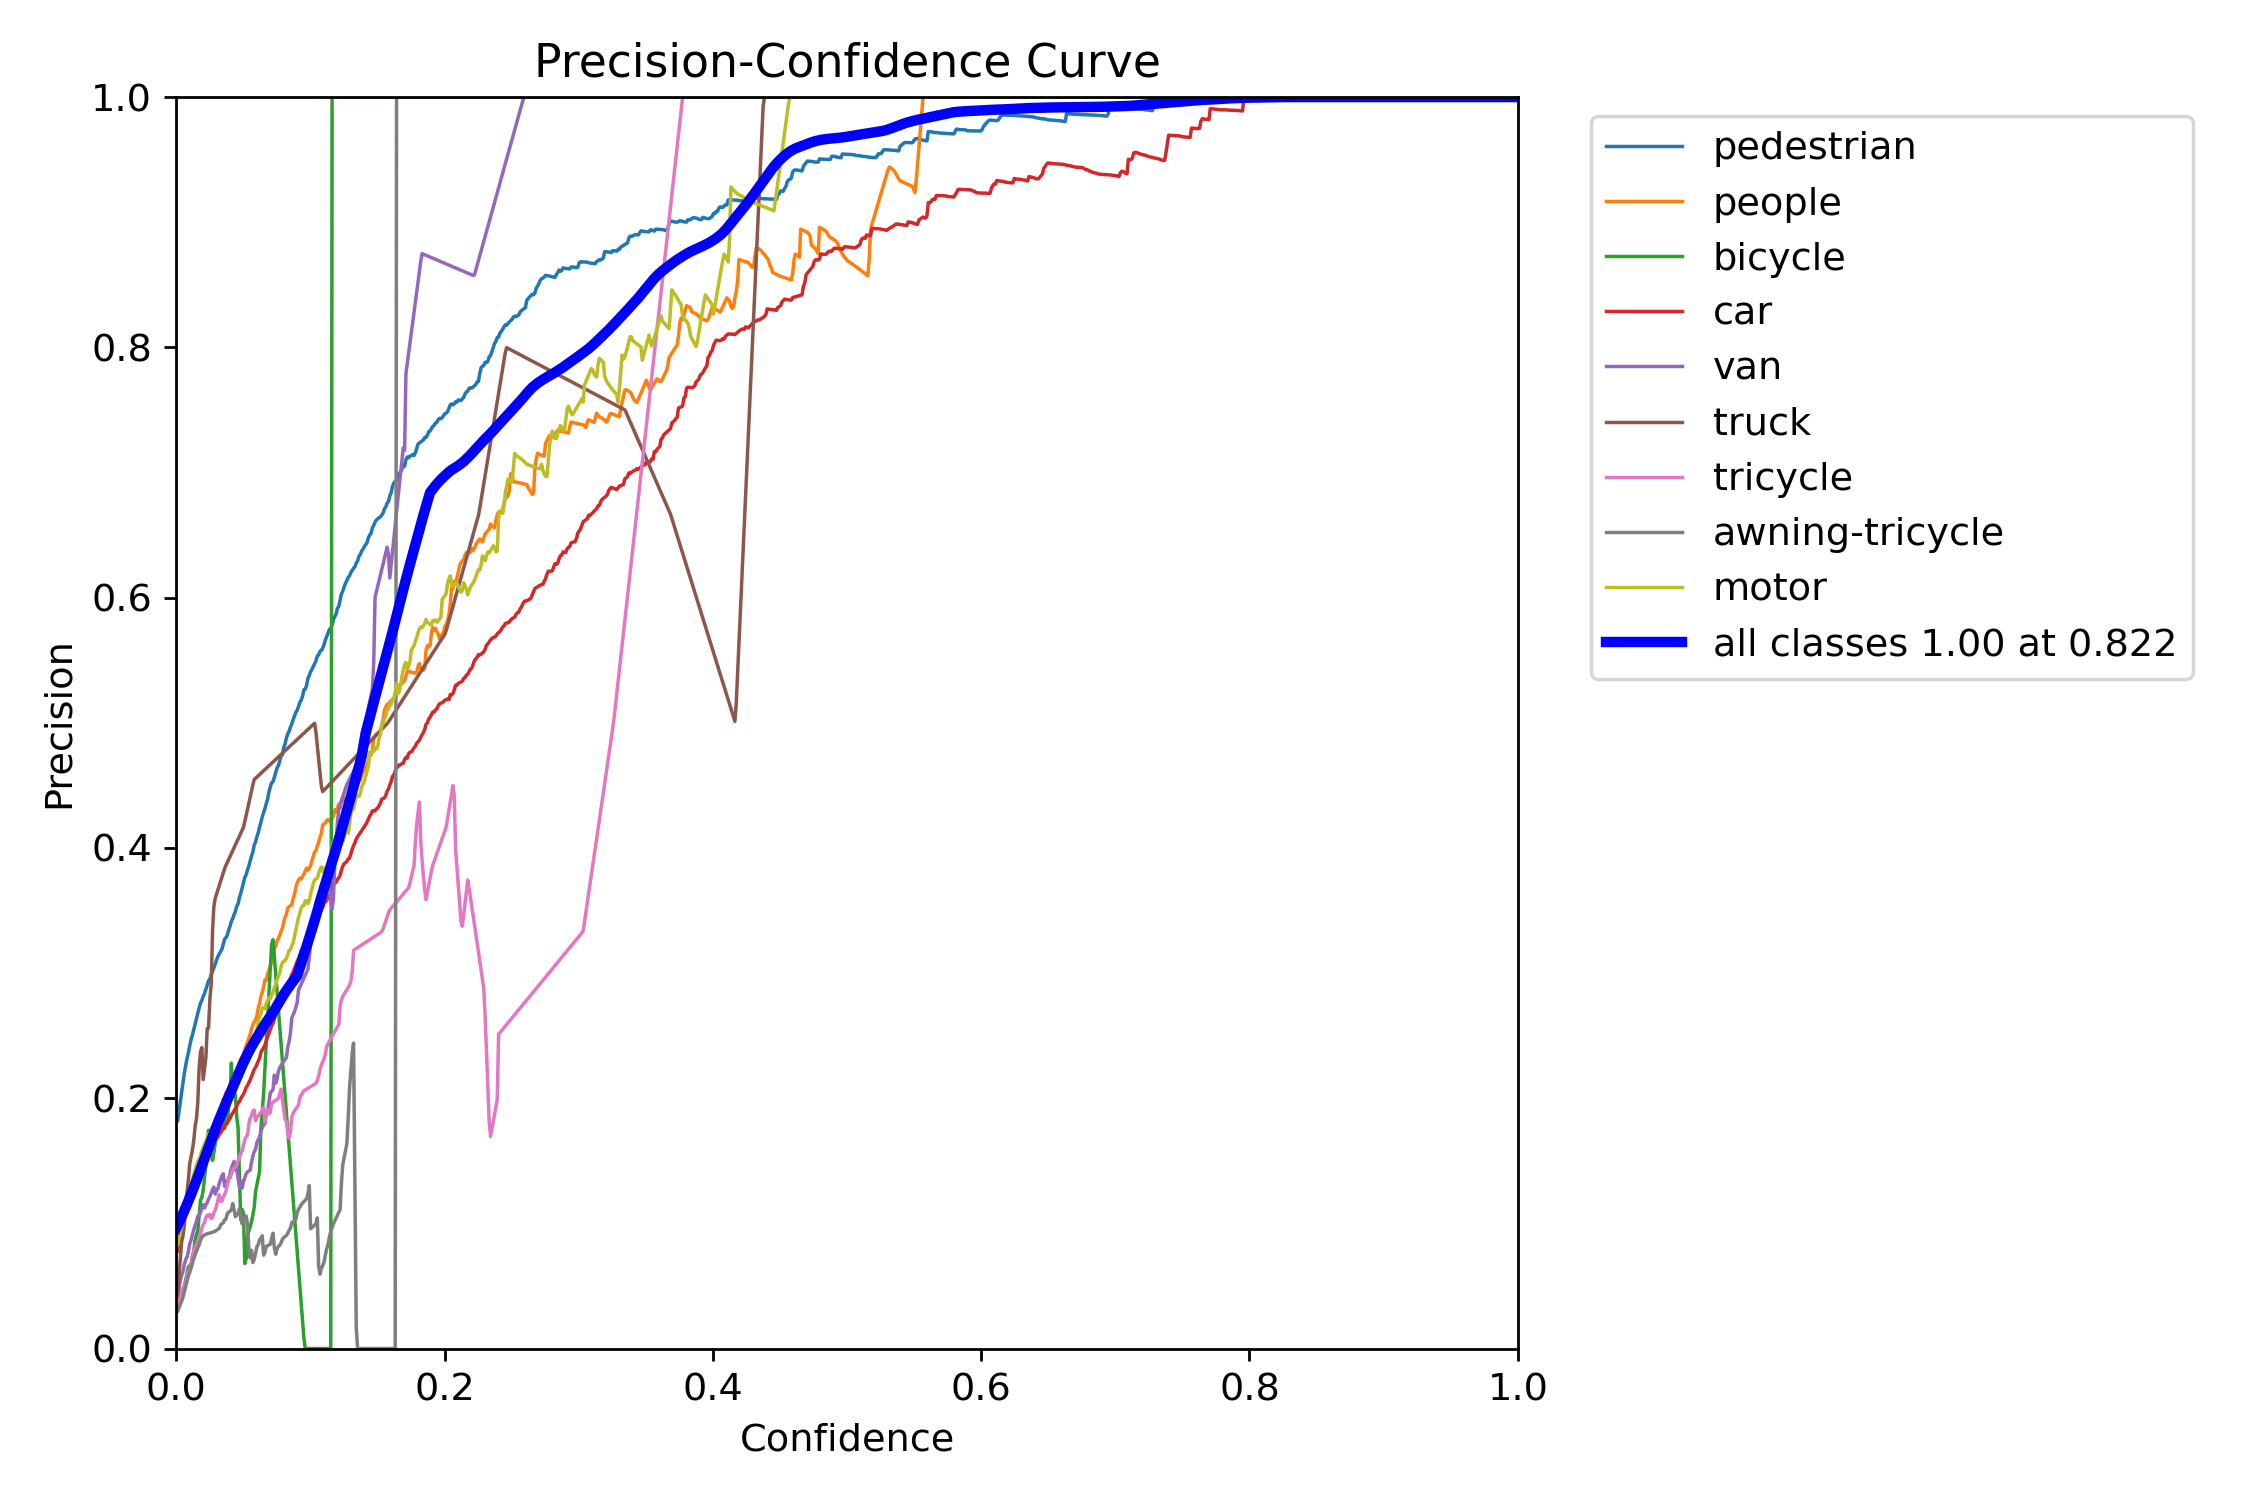 Precision-Confidence Curve
1.0
0.8
0.6
0.4
0.2
0.0
Precision
0.0 0.2 0.4 0.6 0.8 1.0
Confidence
pedestrian
people
bicycle
car
van
truck
tricycle
awning-tricycle
motor
all classes 1.00 at 0.822